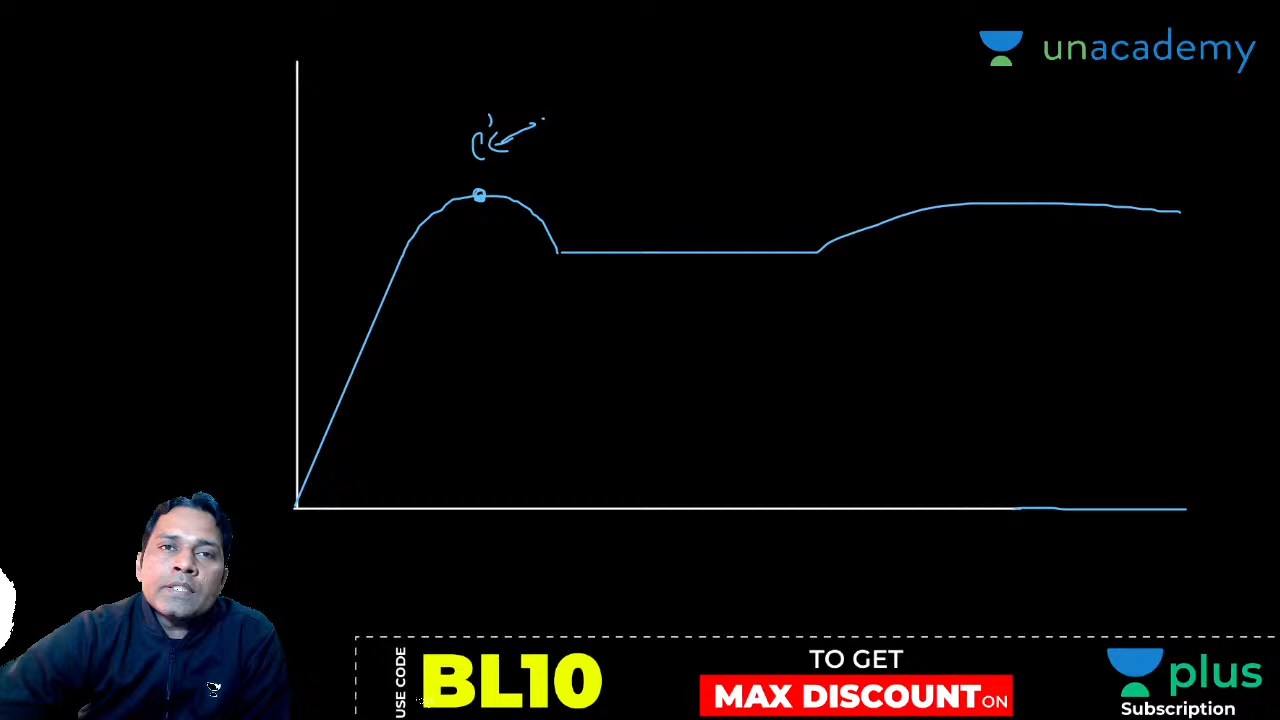 unacademy
C'
USE CODE
BL10
TO GET
MAX DISCOUNT ON
plus
Subscription